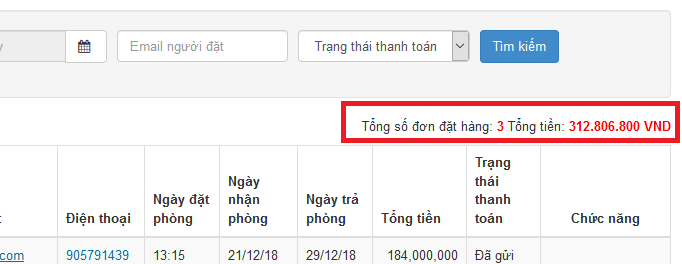 y Email người đặt Trạng thái thanh toán Tìm kiếm
Tổng số đơn đặt hàng: 3 Tổng tiền: 312.806.800 VND
Điện thoại
Ngày đặt
phòng
Ngày
nhận
phòng
Ngày trả
phòng
Tổng tiền
Trạng
thái
thanh
toán
Chức năng
.com 905791439 13:15 21/12/18 29/12/18 184,000,000 Đã gửi